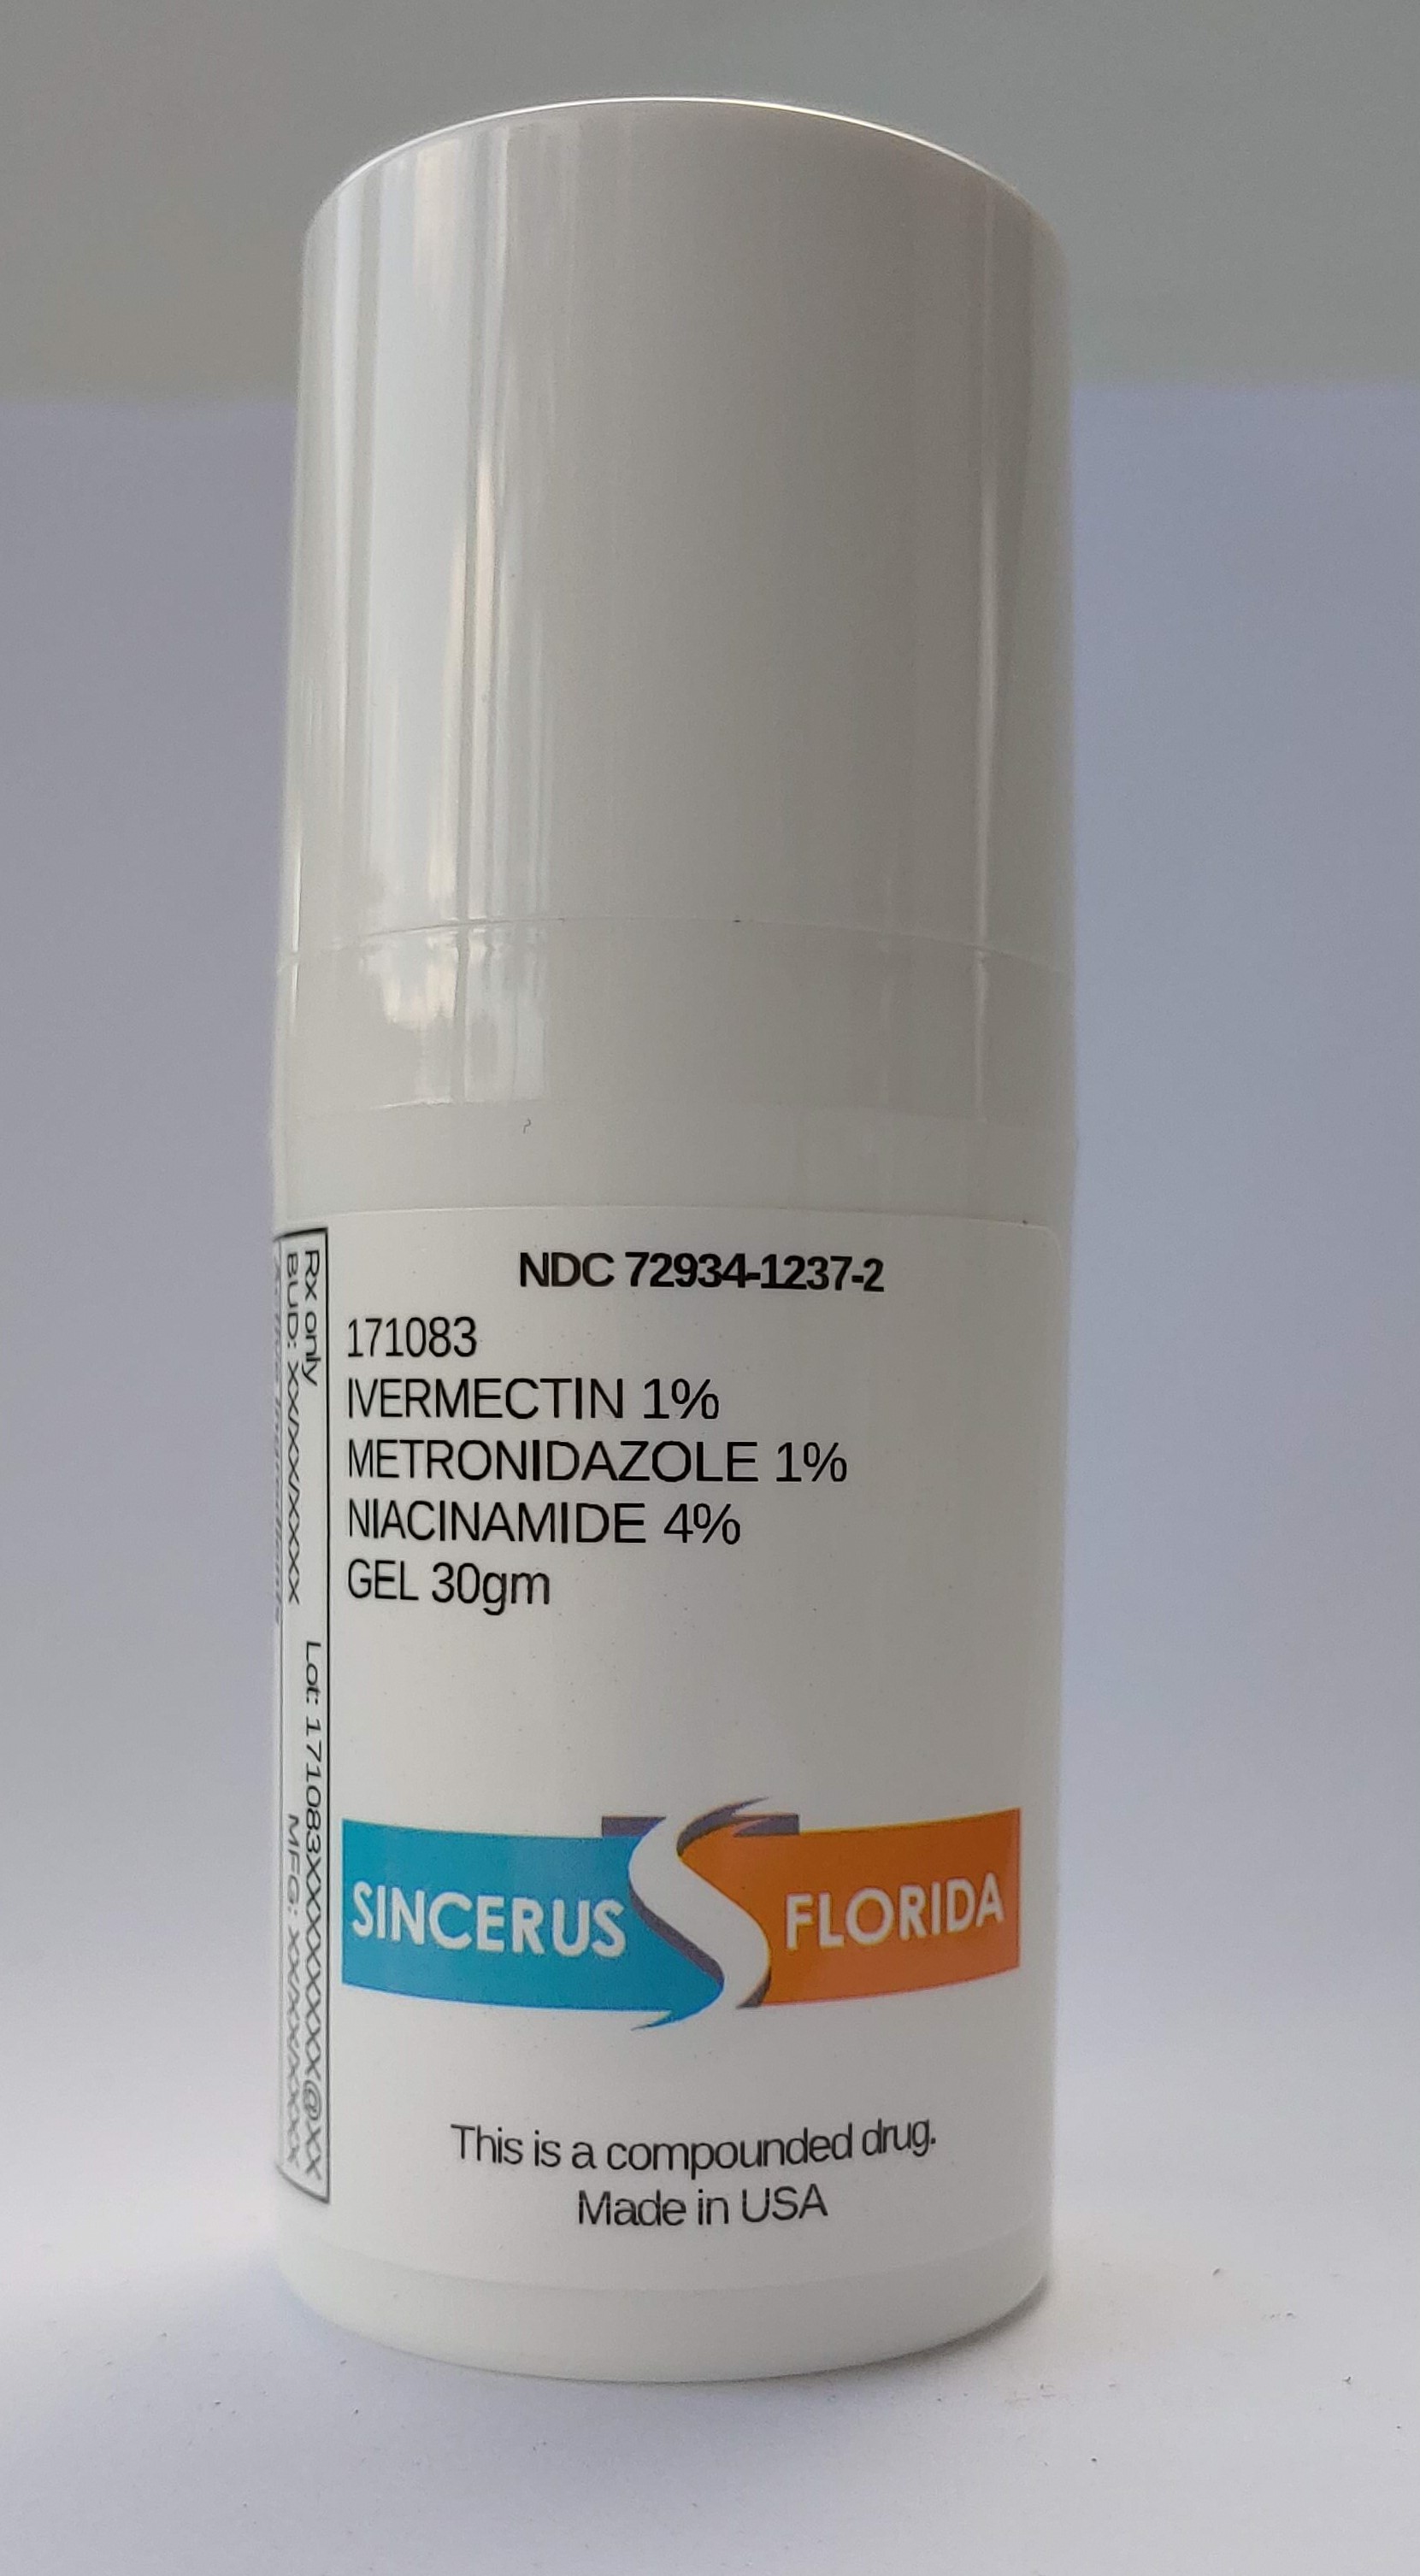 NDC 72934-1237-2
171083
IVERMECTIN 1%
METRONIDAZOLE 1%
NIACINAMIDE 4%
GEL 30gm
SINCERUS FLORIDA
This is a compounded drug.
Made in USA
Rx only Lot: 171083XXXXXXXXXX@XX
BUD: XX/XX/XXXX MFG: XX/XX/XXXX